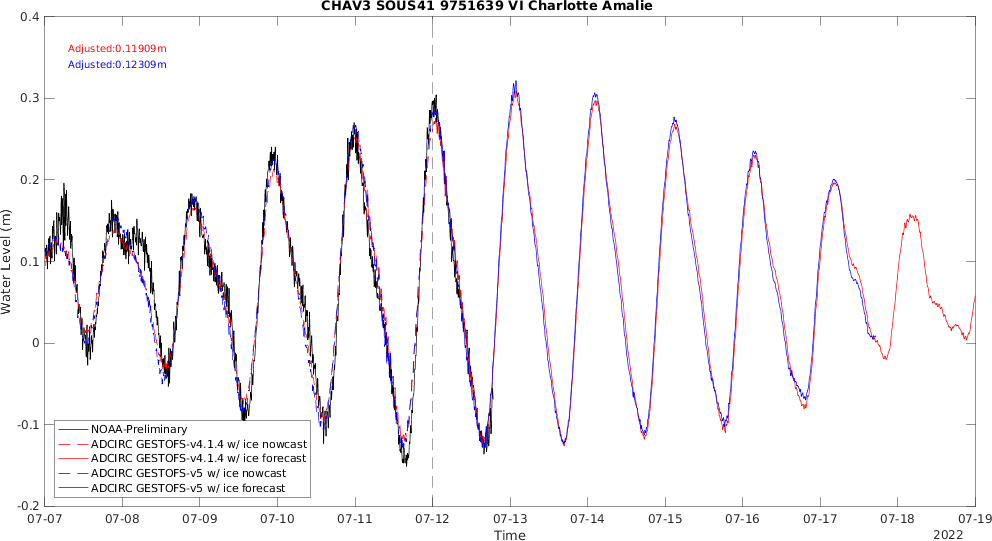 CHAV3 SOUS41 9751639 VI Charlotte Amalie
0.4
Adjusted:0.11909m
Adjusted:0.12309m
0.3
0.2
0.1
0
-0.1
-0.2
Water Level (m)
NOAA-Preliminary
ADCIRC GESTOFS-v4.1.4 w/ ice nowcast
ADCIRC GESTOFS-v4.1.4 w/ ice forecast
ADCIRC GESTOFS-v5 w/ ice nowcast
ADCIRC GESTOFS-v5 w/ ice forecast
07-07 07-08 07-09 07-10 07-11 07-12 07-13 07-14 07-15 07-16 07-17 07-18 07-19
Time
2022